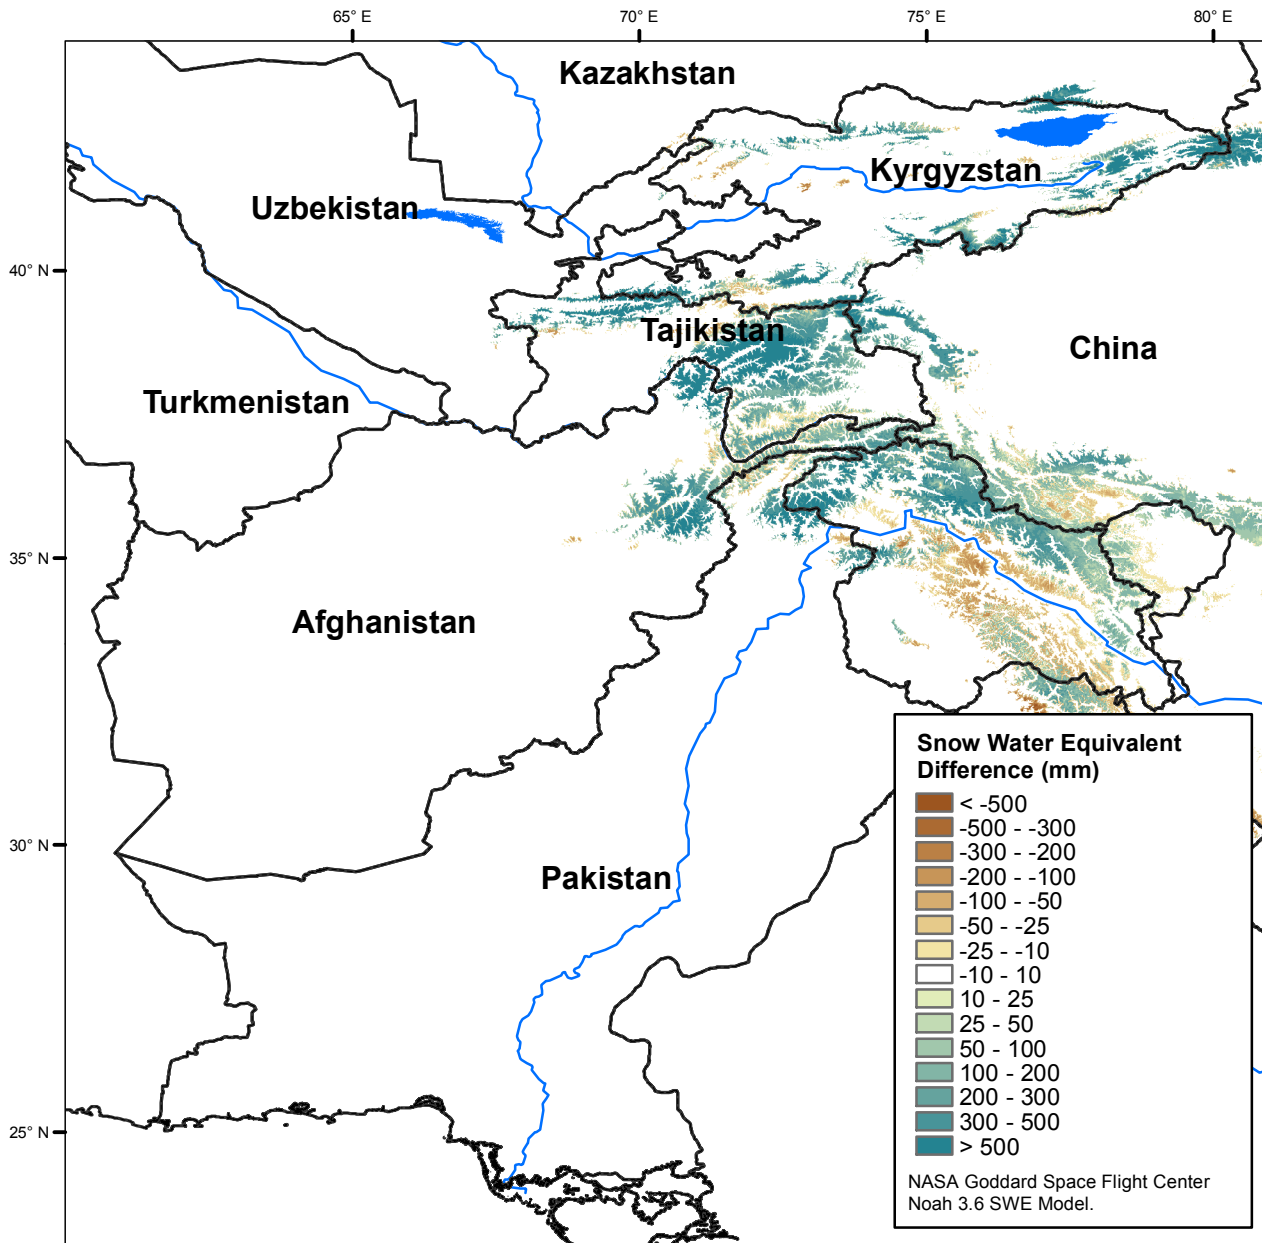 65° E
70° E
75° E
80° E
Kazakhstan
Kyrgyzstan
Uzbekistan
40° N
Tajikistan
China
Turkmenistan
35° N
Afghanistan
30° N
Pakistan
25° N
Snow Water Equivalent
Difference (mm)
< -500
-500 - -300
-300 - -200
-200 - -100
-100 - -50
-50 - -25
-25 - -10
-10 - 10
10 - 25
25 - 50
50 - 100
100 - 200
200 - 300
300 - 500
> 500
NASA Goddard Space Flight Center
Noah 3.6 SWE Model.